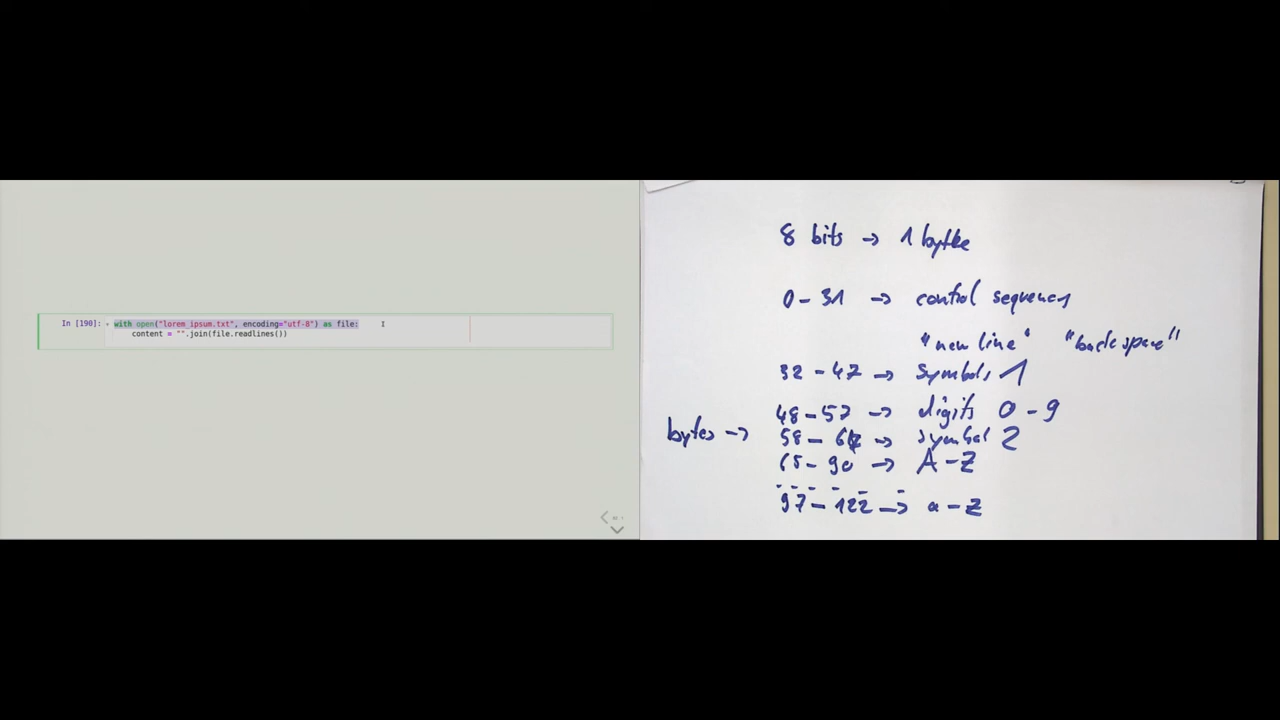 In [190]: with open("lorem_ipsum.txt", encoding="utf-8") as file:
content = "".join(file.readlines())
8 bits → 1 byte
0 - 31 → control sequences
"new line" "backspace"
32 - 47 → symbols 1
48 - 57 → digits 0 - 9
bytes → 58 - 64 → symbol 2
65 - 90 → A - Z
97 - 122 → a - z